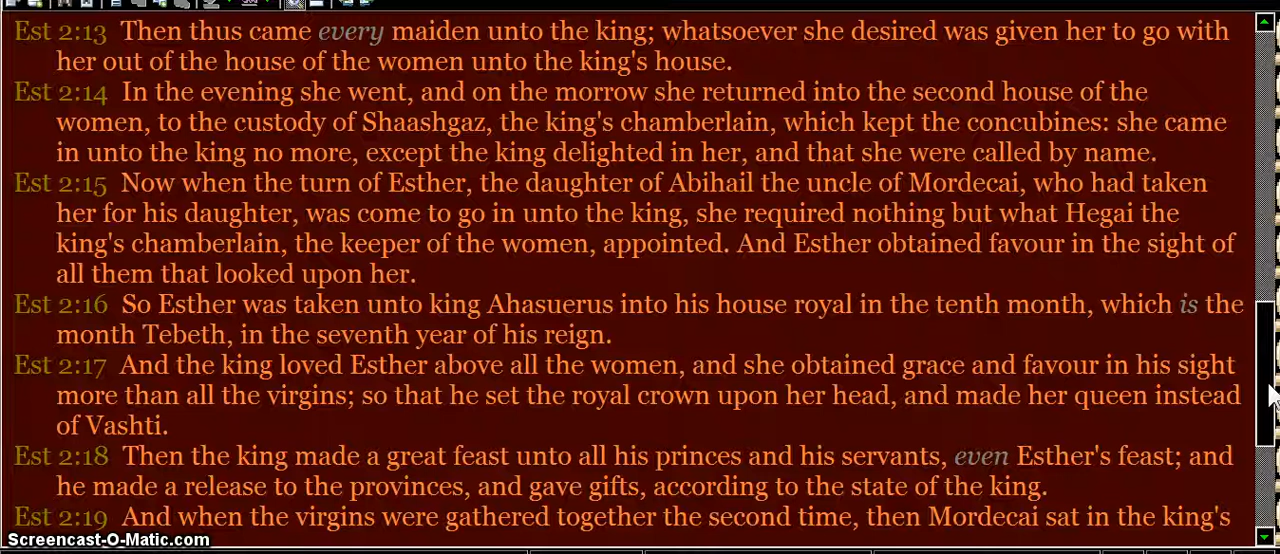 Est 2:13 Then thus came every maiden unto the king; whatsoever she desired was given her to go with
her out of the house of the women unto the king's house.
Est 2:14 In the evening she went, and on the morrow she returned into the second house of the
women, to the custody of Shaashgaz, the king's chamberlain, which kept the concubines: she came
in unto the king no more, except the king delighted in her, and that she were called by name.
Est 2:15 Now when the turn of Esther, the daughter of Abihail the uncle of Mordecai, who had taken
her for his daughter, was come to go in unto the king, she required nothing but what Hegai the
king's chamberlain, the keeper of the women, appointed. And Esther obtained favour in the sight of
all them that looked upon her.
Est 2:16 So Esther was taken unto king Ahasuerus into his house royal in the tenth month, which is the
month Tebeth, in the seventh year of his reign.
Est 2:17 And the king loved Esther above all the women, and she obtained grace and favour in his sight
more than all the virgins; so that he set the royal crown upon her head, and made her queen instead
of Vashti.
Est 2:18 Then the king made a great feast unto all his princes and his servants, even Esther's feast; and
he made a release to the provinces, and gave gifts, according to the state of the king.
Est 2:19 And when the virgins were gathered together the second time, then Mordecai sat in the king's
Screencast-O-Matic.com